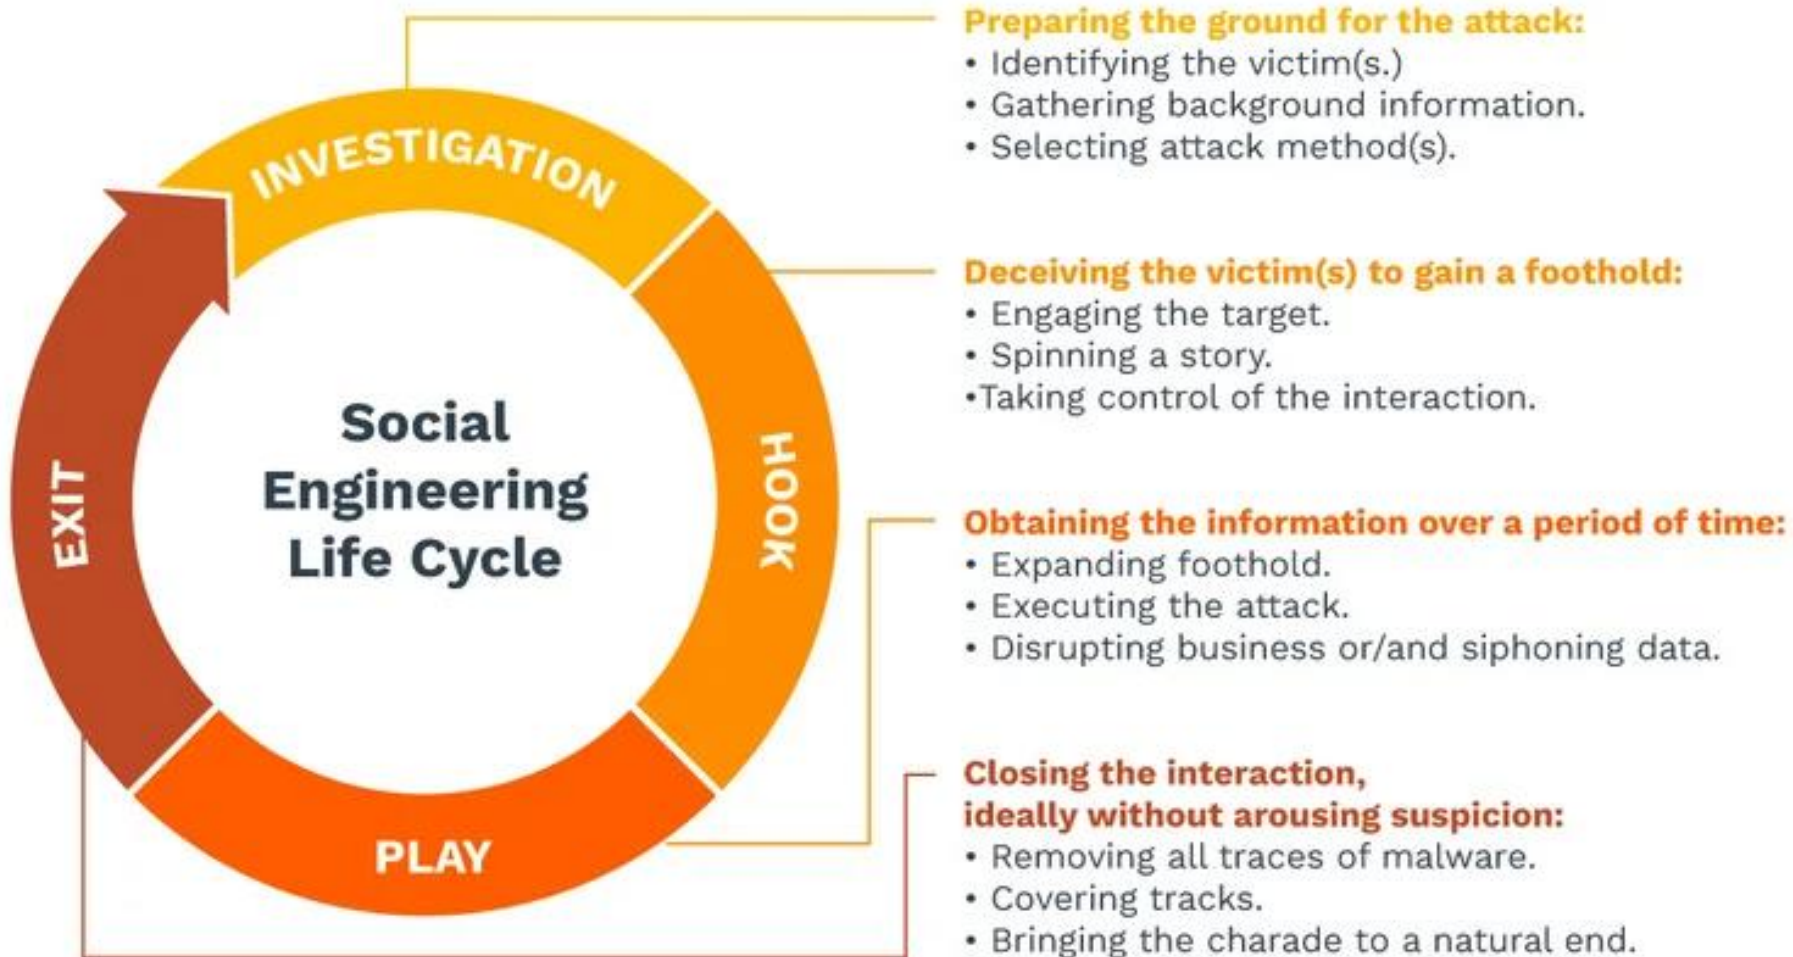 INVESTIGATION
HOOK
PLAY
EXIT
Social
Engineering
Life Cycle
Preparing the ground for the attack:
• Identifying the victim(s.)
• Gathering background information.
• Selecting attack method(s).
Deceiving the victim(s) to gain a foothold:
• Engaging the target.
• Spinning a story.
•Taking control of the interaction.
Obtaining the information over a period of time:
• Expanding foothold.
• Executing the attack.
• Disrupting business or/and siphoning data.
Closing the interaction,
ideally without arousing suspicion:
• Removing all traces of malware.
• Covering tracks.
• Bringing the charade to a natural end.